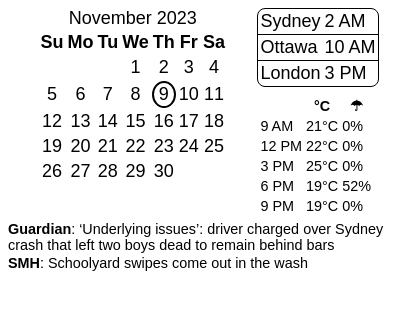 November 2023
Su Mo Tu We Th Fr Sa
1 2 3 4
5 6 7 8 9 10 11
12 13 14 15 16 17 18
19 20 21 22 23 24 25
26 27 28 29 30
Sydney 2 AM
Ottawa 10 AM
London 3 PM
°C ☂
9 AM 21°C 0%
12 PM 22°C 0%
3 PM 25°C 0%
6 PM 19°C 52%
9 PM 19°C 0%
Guardian: ‘Underlying issues’: driver charged over Sydney
crash that left two boys dead to remain behind bars
SMH: Schoolyard swipes come out in the wash